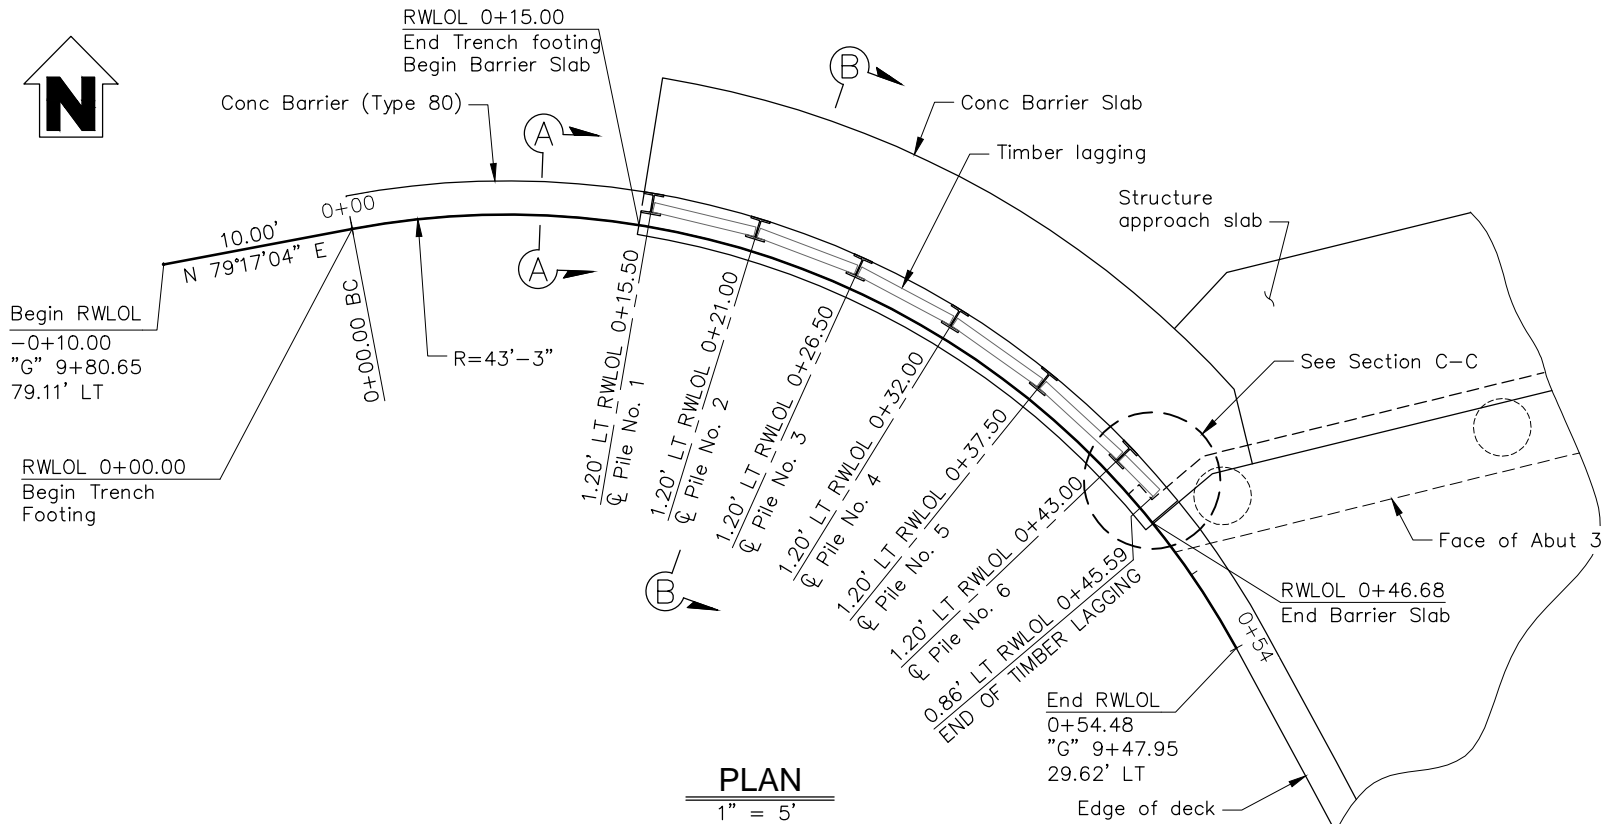 RWLOL 0+15.00
End Trench footing
Begin Barrier Slab
N
Conc Barrier (Type 80)
B
Conc Barrier Slab
A
Timber lagging
Structure
approach slab
0+00
10.00'
N 79°17'04" E
0+00.00 BC
A
Begin RWLOL
-0+10.00
"G" 9+80.65
79.11' LT
R=43'-3"
See Section C-C
1.20' LT RWLOL 0+15.50
℄ Pile No. 1
1.20' LT RWLOL 0+21.00
℄ Pile No. 2
1.20' LT RWLOL 0+26.50
℄ Pile No. 3
1.20' LT RWLOL 0+32.00
℄ Pile No. 4
1.20' LT RWLOL 0+37.50
℄ Pile No. 5
1.20' LT RWLOL 0+43.00
℄ Pile No. 6
0.86' LT RWLOL 0+45.59
END OF TIMBER LAGGING
RWLOL 0+00.00
Begin Trench
Footing
B
Face of Abut 3
RWLOL 0+46.68
End Barrier Slab
0+54
End RWLOL
0+54.48
"G" 9+47.95
29.62' LT
Edge of deck
PLAN
1" = 5'